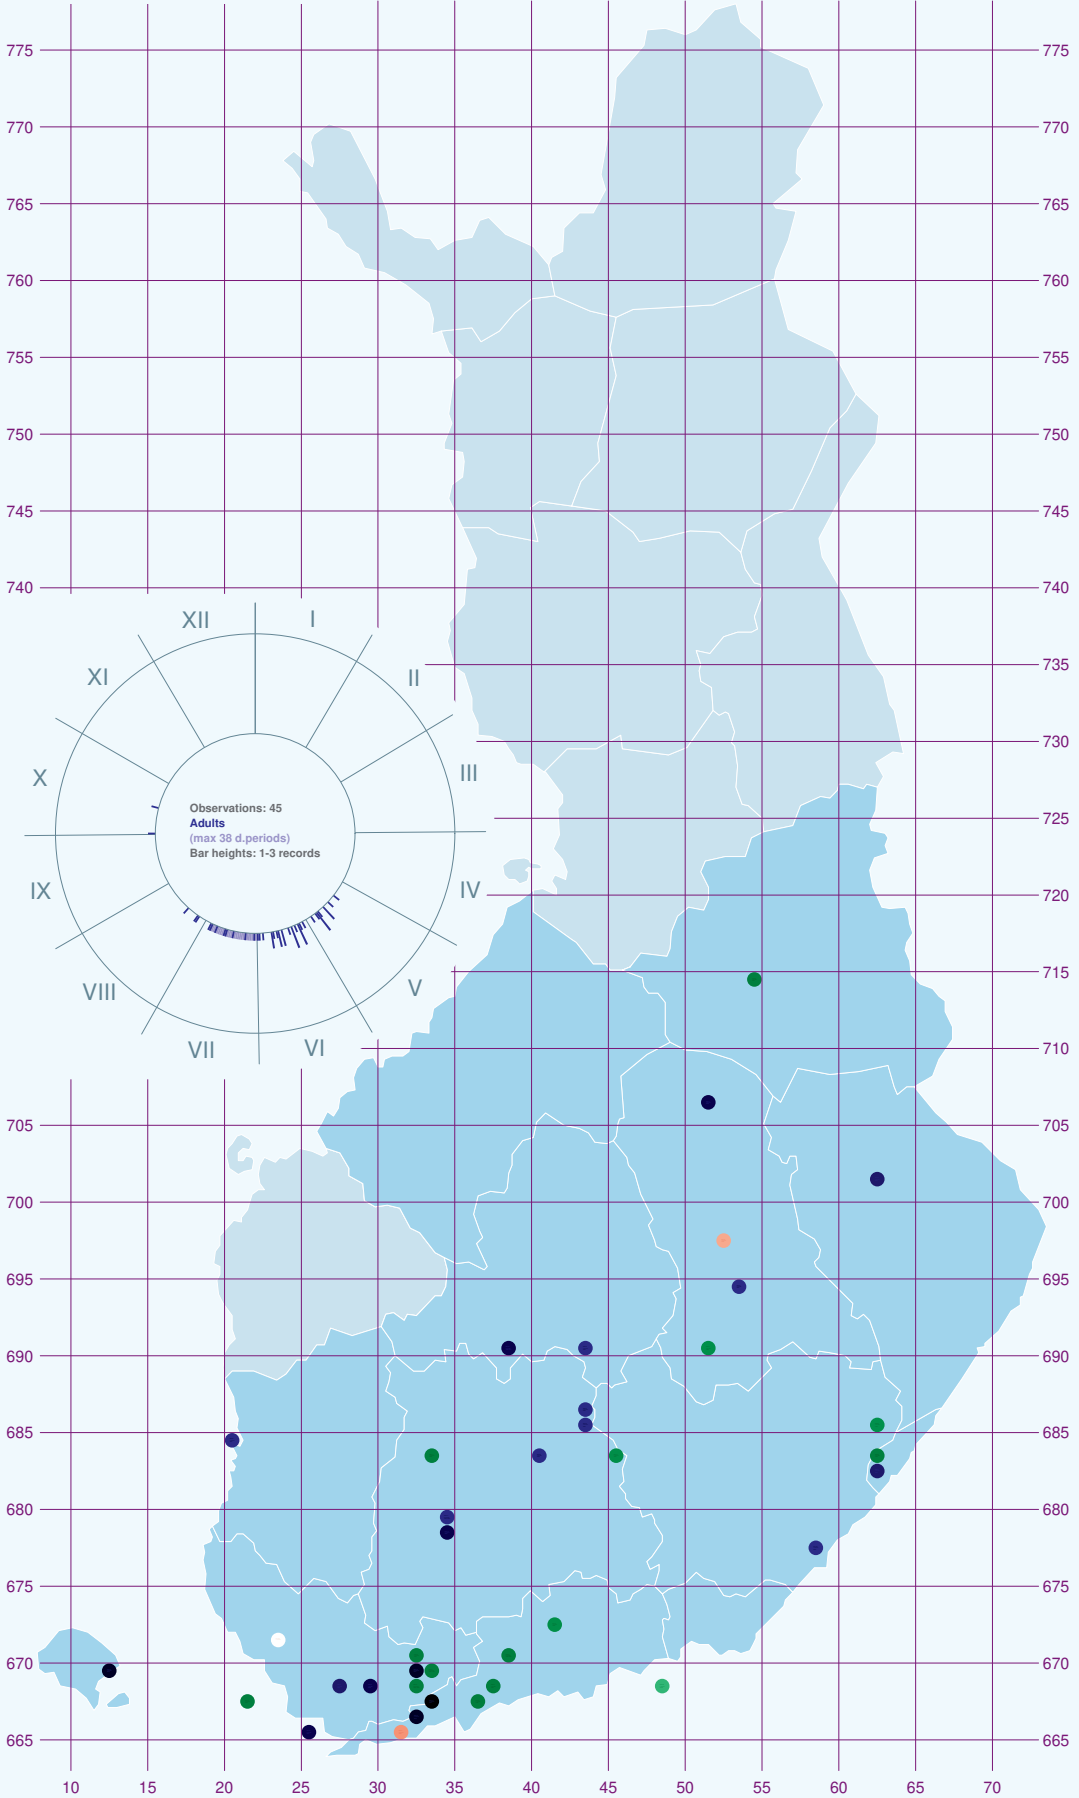 775 775
770 770
765 765
760 760
755 755
750 750
745 745
740 740
XII I
XI II
735
730
X III
725
Observations: 45
Adults
(max 38 d.periods)
Bar heights: 1-3 records
IX IV
720
VIII V
715
VII VI
710
705 705
700 700
695 695
690 690
685 685
680 680
675 675
670 670
665 665
10 15 20 25 30 35 40 45 50 55 60 65 70